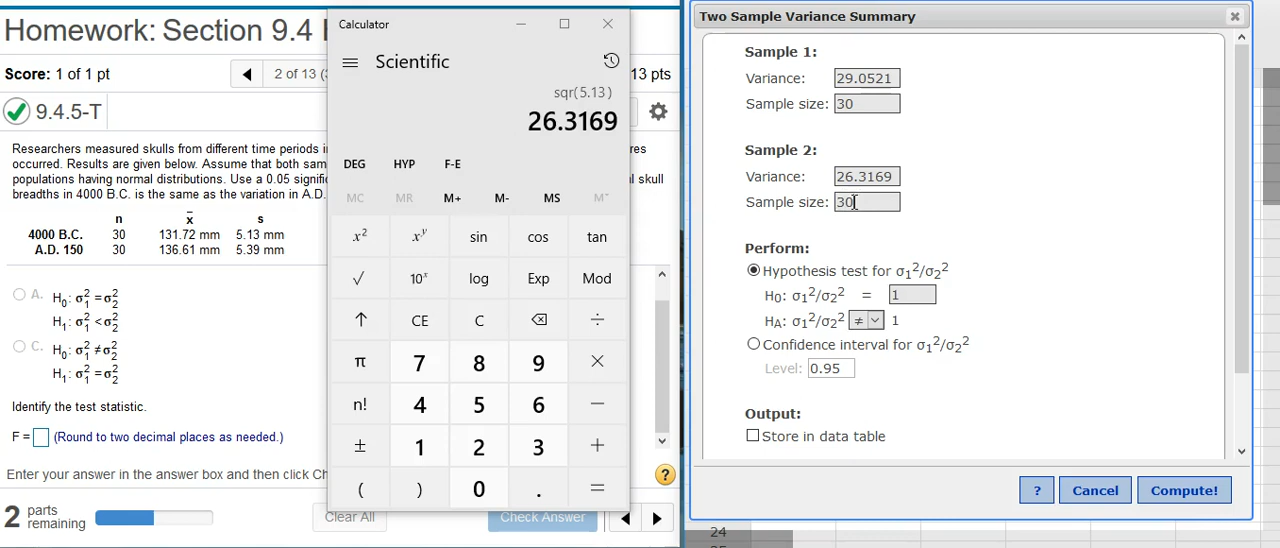 Homework: Section 9.4
Score: 1 of 1 pt
2 of 13 (
13 pts
9.4.5-T
Researchers measured skulls from different time periods i
res
occurred. Results are given below. Assume that both sam
populations having normal distributions. Use a 0.05 signifi
l skull
breadths in 4000 B.C. is the same as the variation in A.D.
n x̄ s
4000 B.C. 30 131.72 mm 5.13 mm
A.D. 150 30 136.61 mm 5.39 mm
A. H₀: σ₁² = σ₂²
H₁: σ₁² < σ₂²
C. H₀: σ₁² ≠ σ₂²
H₁: σ₁² = σ₂²
Identify the test statistic.
F = (Round to two decimal places as needed.)
Enter your answer in the answer box and then click Ch
?
2 parts remaining
Clear All
Check Answer
Calculator
Scientific
sqr(5.13)
26.3169
DEG HYP F-E
MC MR M+ M- MS M˅
x² xʸ sin cos tan
√ 10ˣ log Exp Mod
↑ CE C ⌫ ÷
π 7 8 9 ×
n! 4 5 6 −
± 1 2 3 +
( ) 0 . =
Two Sample Variance Summary
Sample 1:
Variance: 29.0521
Sample size: 30
Sample 2:
Variance: 26.3169
Sample size: 30
Perform:
Hypothesis test for σ₁²/σ₂²
H₀: σ₁²/σ₂² = 1
Hᴀ: σ₁²/σ₂² ≠ 1
Confidence interval for σ₁²/σ₂²
Level: 0.95
Output:
Store in data table
? Cancel Compute!
24